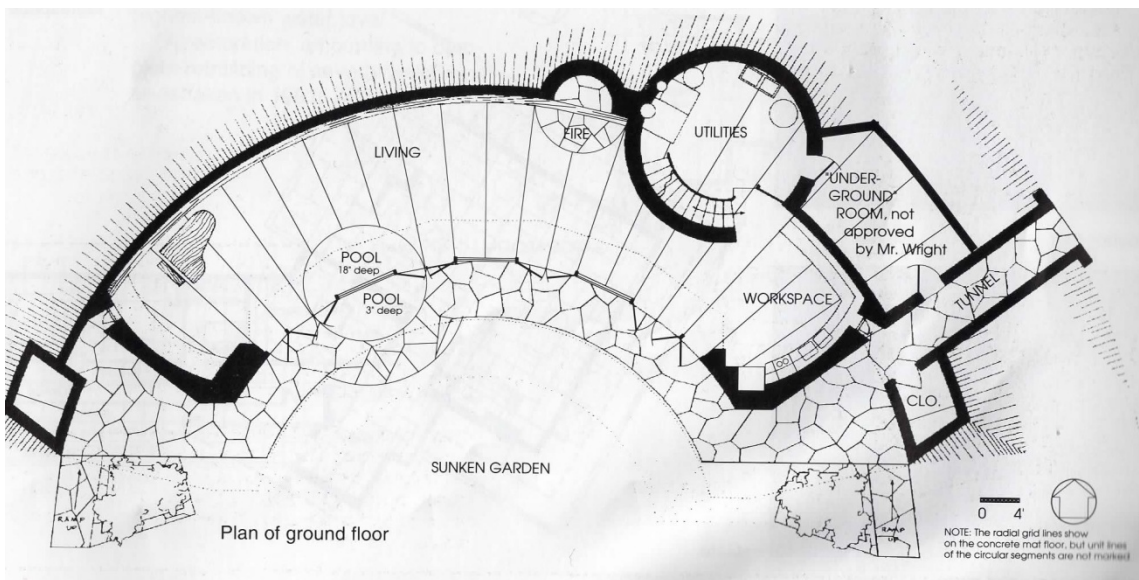 FIRE
UTILITIES
LIVING
"UNDER-
GROUND"
ROOM, not
approved
by Mr. Wright
POOL
18" deep
POOL
3" deep
WORKSPACE
TUNNEL
CLO.
SUNKEN GARDEN
RAMP
UP
Plan of ground floor
RAMP
UP
0 4'
NOTE: The radial grid lines show
on the concrete mat floor, but unit lines
of the circular segments are not marked